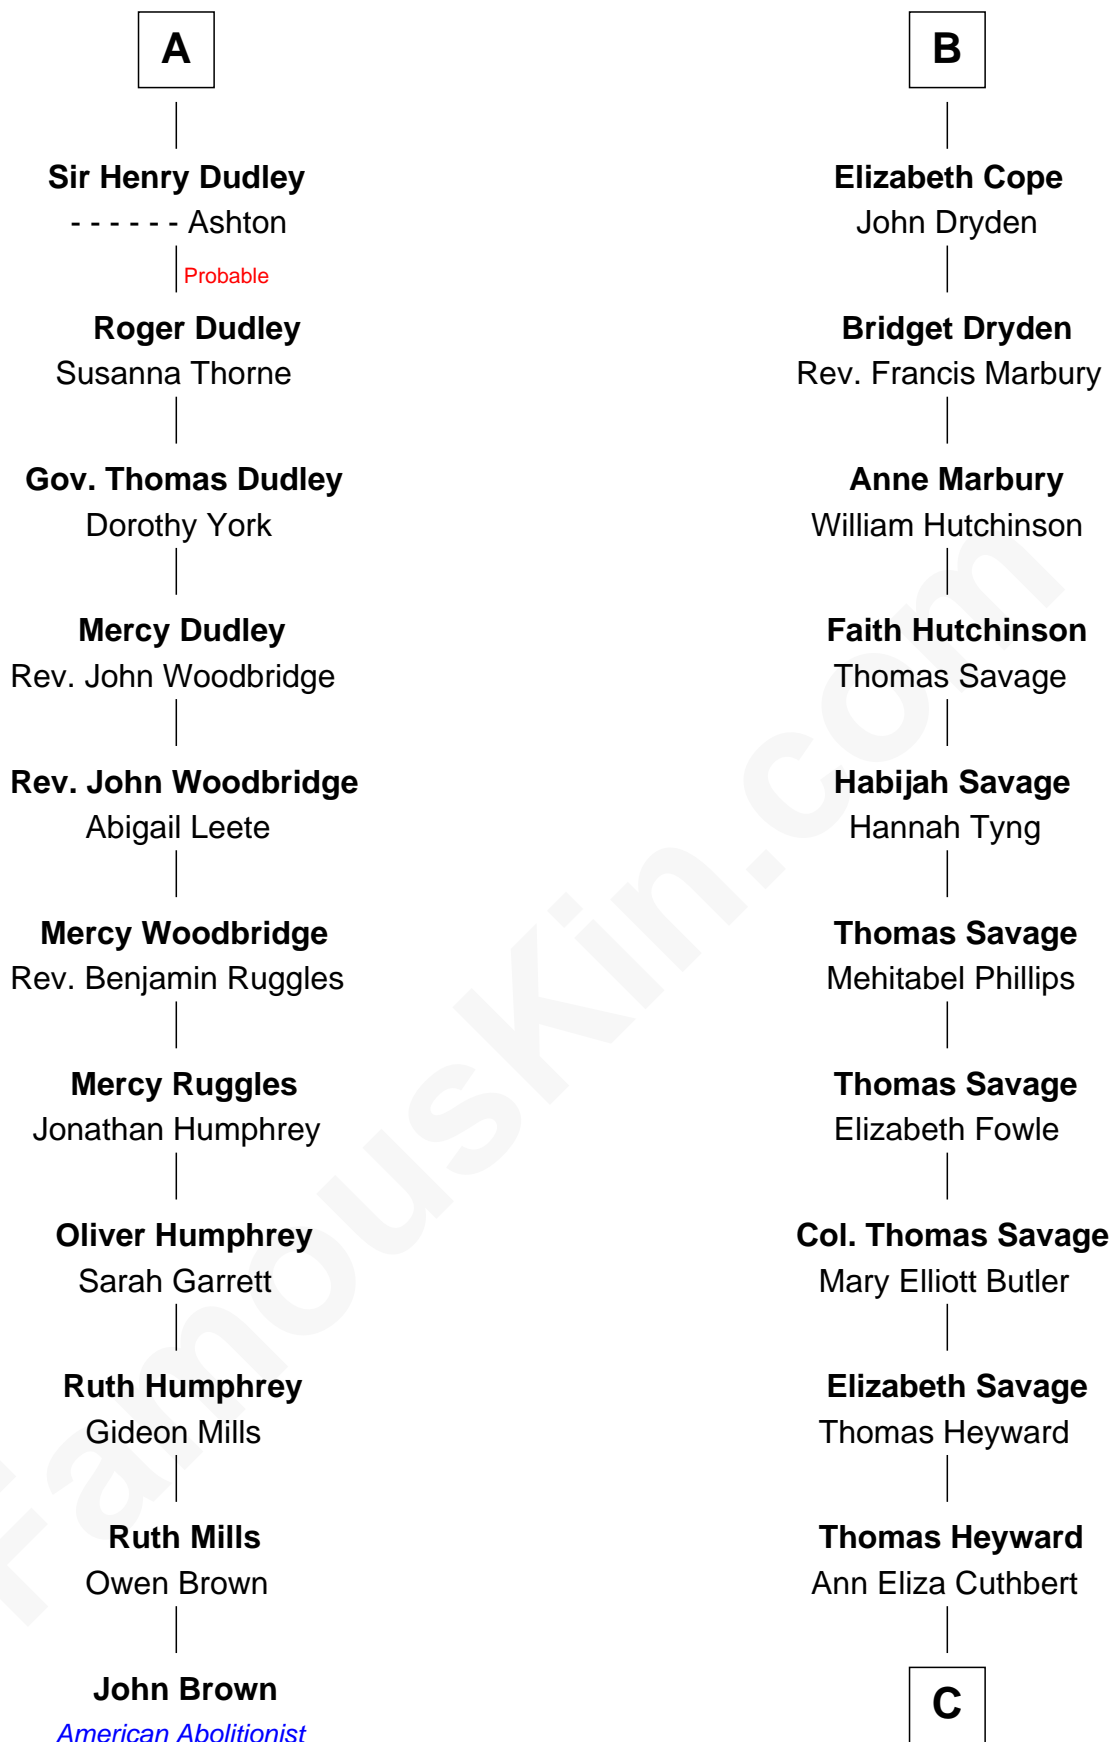 A
Sir Henry Dudley
- - - - - - Ashton
Probable
Roger Dudley
Susanna Thorne
Gov. Thomas Dudley
Dorothy York
Mercy Dudley
Rev. John Woodbridge
Rev. John Woodbridge
Abigail Leete
Mercy Woodbridge
Rev. Benjamin Ruggles
Mercy Ruggles
Jonathan Humphrey
Oliver Humphrey
Sarah Garrett
Ruth Humphrey
Gideon Mills
Ruth Mills
Owen Brown
John Brown
American Abolitionist
B
Elizabeth Cope
John Dryden
Bridget Dryden
Rev. Francis Marbury
Anne Marbury
William Hutchinson
Faith Hutchinson
Thomas Savage
Habijah Savage
Hannah Tyng
Thomas Savage
Mehitabel Phillips
Thomas Savage
Elizabeth Fowle
Col. Thomas Savage
Mary Elliott Butler
Elizabeth Savage
Thomas Heyward
Thomas Heyward
Ann Eliza Cuthbert
C
FamousKin.com